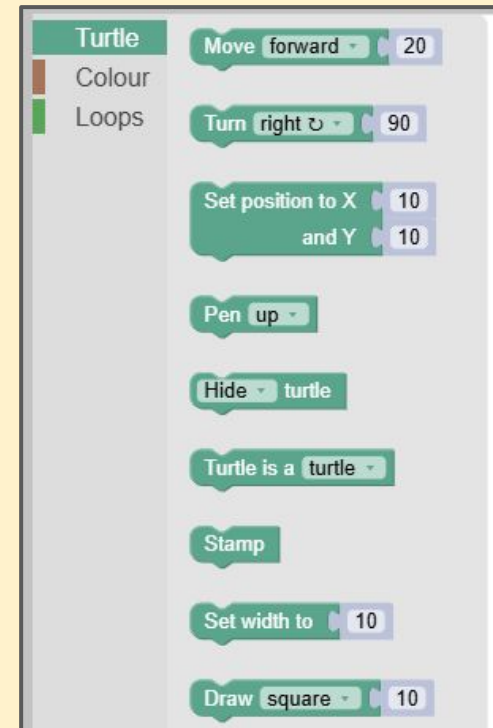 Turtle
Colour
Loops
Move forward 20
Turn right ↻ 90
Set position to X 10
and Y 10
Pen up
Hide turtle
Turtle is a turtle
Stamp
Set width to 10
Draw square 10